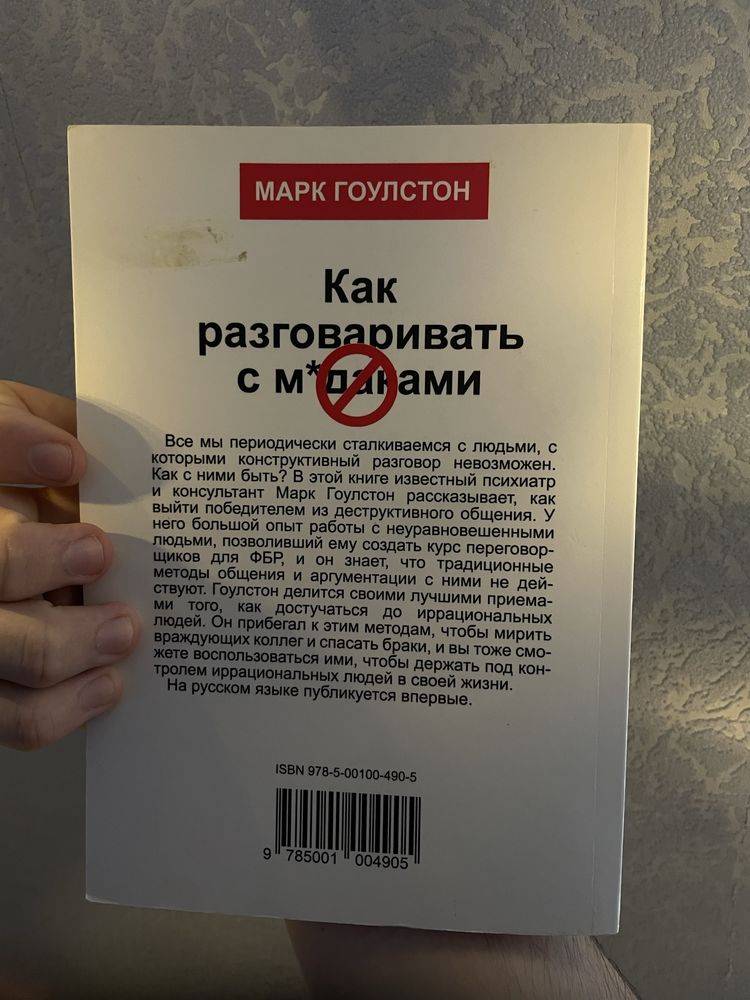 МАРК ГОУЛСТОН
Как
разговаривать
с м*даками
Все мы периодически сталкиваемся с людьми, с
которыми конструктивный разговор невозможен.
Как с ними быть? В этой книге известный психиатр
и консультант Марк Гоулстон рассказывает, как
выйти победителем из деструктивного общения. У
него большой опыт работы с неуравновешенными
людьми, позволивший ему создать курс переговор-
щиков для ФБР, и он знает, что традиционные
методы общения и аргументации с ними не дей-
ствуют. Гоулстон делится своими лучшими приема-
ми того, как достучаться до иррациональных
людей. Он прибегал к этим методам, чтобы мирить
враждующих коллег и спасать браки, и вы тоже смо-
жете воспользоваться ими, чтобы держать под кон-
тролем иррациональных людей в своей жизни.
На русском языке публикуется впервые.
ISBN 978-5-00100-490-5
9 785001 004905